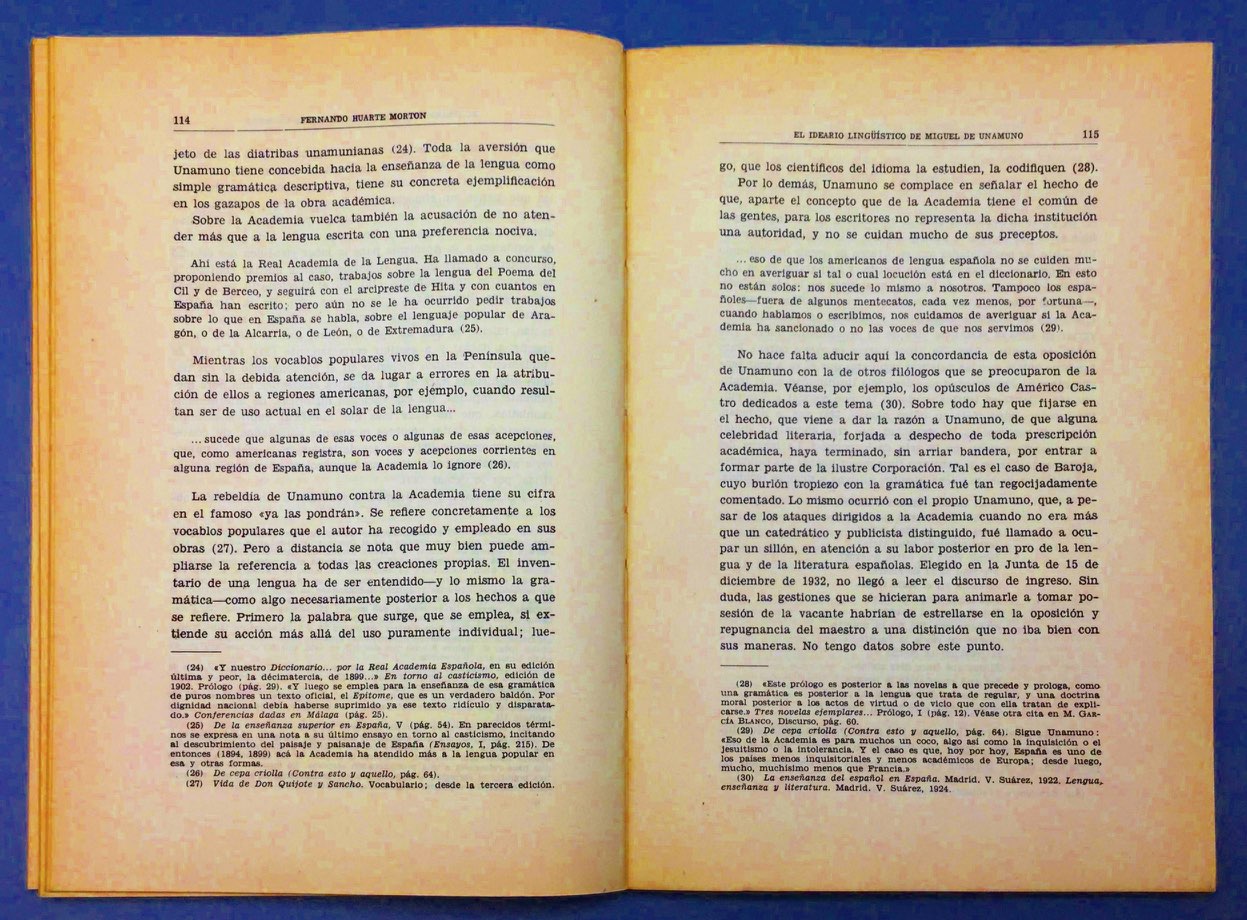 114
FERNANDO HUARTE MORTON
jeto de las diatribas unamunianas (24). Toda la aversión que
Unamuno tiene concebida hacia la enseñanza de la lengua como
simple gramática descriptiva, tiene su concreta ejemplificación
en los gazapos de la obra académica.
Sobre la Academia vuelca también la acusación de no aten-
der más que a la lengua escrita con una preferencia nociva.
Ahí está la Real Academia de la Lengua. Ha llamado a concurso,
proponiendo premios al caso, trabajos sobre la lengua del Poema del
Cil y de Berceo, y seguirá con el arcipreste de Hita y con cuantos en
España han escrito; pero aún no se le ha ocurrido pedir trabajos
sobre lo que en España se habla, sobre el lenguaje popular de Ara-
gón, o de la Alcarria, o de León, o de Extremadura (25).
Mientras los vocablos populares vivos en la Península que-
dan sin la debida atención, se da lugar a errores en la atribu-
ción de ellos a regiones americanas, por ejemplo, cuando resul-
tan ser de uso actual en el solar de la lengua...
... sucede que algunas de esas voces o algunas de esas acepciones,
que, como americanas registra, son voces y acepciones corrientes en
alguna región de España, aunque la Academia lo ignore (26).
La rebeldía de Unamuno contra la Academia tiene su cifra
en el famoso «ya las pondrán». Se refiere concretamente a los
vocablos populares que el autor ha recogido y empleado en sus
obras (27). Pero a distancia se nota que muy bien puede am-
pliarse la referencia a todas las creaciones propias. El inven-
tario de una lengua ha de ser entendido—y lo mismo la gra-
mática—como algo necesariamente posterior a los hechos a que
se refiere. Primero la palabra que surge, que se emplea, si ex-
tiende su acción más allá del uso puramente individual; lue-
(24) «Y nuestro Diccionario... por la Real Academia Española, en su edición
última y peor, la décimatercia, de 1899...» En torno al casticismo, edición de
1902. Prólogo (pág. 29). «Y luego se emplea para la enseñanza de esa gramática
de puros nombres un texto oficial, el Epítome, que es un verdadero baldón. Por
dignidad nacional debía haberse suprimido ya ese texto ridículo y disparata-
do.» Conferencias dadas en Málaga (pág. 25).
(25) De la enseñanza superior en España, V (pág. 54). En parecidos térmi-
nos se expresa en una nota a su último ensayo en torno al casticismo, incitando
al descubrimiento del paisaje y paisanaje de España (Ensayos, I, pág. 215). De
entonces (1894, 1899) acá la Academia ha atendido más a la lengua popular en
esa y otras formas.
(26) De cepa criolla (Contra esto y aquello, pág. 64).
(27) Vida de Don Quijote y Sancho. Vocabulario; desde la tercera edición.
EL IDEARIO LINGÜÍSTICO DE MIGUEL DE UNAMUNO
115
go, que los científicos del idioma la estudien, la codifiquen (28).
Por lo demás, Unamuno se complace en señalar el hecho de
que, aparte el concepto que de la Academia tiene el común de
las gentes, para los escritores no representa la dicha institución
una autoridad, y no se cuidan mucho de sus preceptos.
... eso de que los americanos de lengua española no se cuiden mu-
cho en averiguar si tal o cual locución está en el diccionario. En esto
no están solos: nos sucede lo mismo a nosotros. Tampoco los espa-
ñoles—fuera de algunos mentecatos, cada vez menos, por fortuna—,
cuando hablamos o escribimos, nos cuidamos de averiguar si la Aca-
demia ha sancionado o no las voces de que nos servimos (29).
No hace falta aducir aquí la concordancia de esta oposición
de Unamuno con la de otros filólogos que se preocuparon de la
Academia. Véanse, por ejemplo, los opúsculos de Américo Cas-
tro dedicados a este tema (30). Sobre todo hay que fijarse en
el hecho, que viene a dar la razón a Unamuno, de que alguna
celebridad literaria, forjada a despecho de toda prescripción
académica, haya terminado, sin arriar bandera, por entrar a
formar parte de la ilustre Corporación. Tal es el caso de Baroja,
cuyo burlón tropiezo con la gramática fué tan regocijadamente
comentado. Lo mismo ocurrió con el propio Unamuno, que, a pe-
sar de los ataques dirigidos a la Academia cuando no era más
que un catedrático y publicista distinguido, fué llamado a ocu-
par un sillón, en atención a su labor posterior en pro de la len-
gua y de la literatura españolas. Elegido en la Junta de 15 de
diciembre de 1932, no llegó a leer el discurso de ingreso. Sin
duda, las gestiones que se hicieran para animarle a tomar po-
sesión de la vacante habrían de estrellarse en la oposición y
repugnancia del maestro a una distinción que no iba bien con
sus maneras. No tengo datos sobre este punto.
(28) «Este prólogo es posterior a las novelas a que precede y prologa, como
una gramática es posterior a la lengua que trata de regular, y una doctrina
moral posterior a los actos de virtud o de vicio que con ella tratan de expli-
carse.» Tres novelas ejemplares... Prólogo, I (pág. 12). Véase otra cita en M. GAR-
CÍA BLANCO, Discurso, pág. 60.
(29) De cepa criolla (Contra esto y aquello, pág. 64). Sigue Unamuno:
«Eso de la Academia es para muchos un coco, algo así como la inquisición o el
jesuitismo o la intolerancia. Y el caso es que, hoy por hoy, España es uno de
los países menos inquisitoriales y menos académicos de Europa; desde luego,
mucho, muchísimo menos que Francia.»
(30) La enseñanza del español en España. Madrid. V. Suárez, 1922. Lengua,
enseñanza y literatura. Madrid. V. Suárez, 1924.